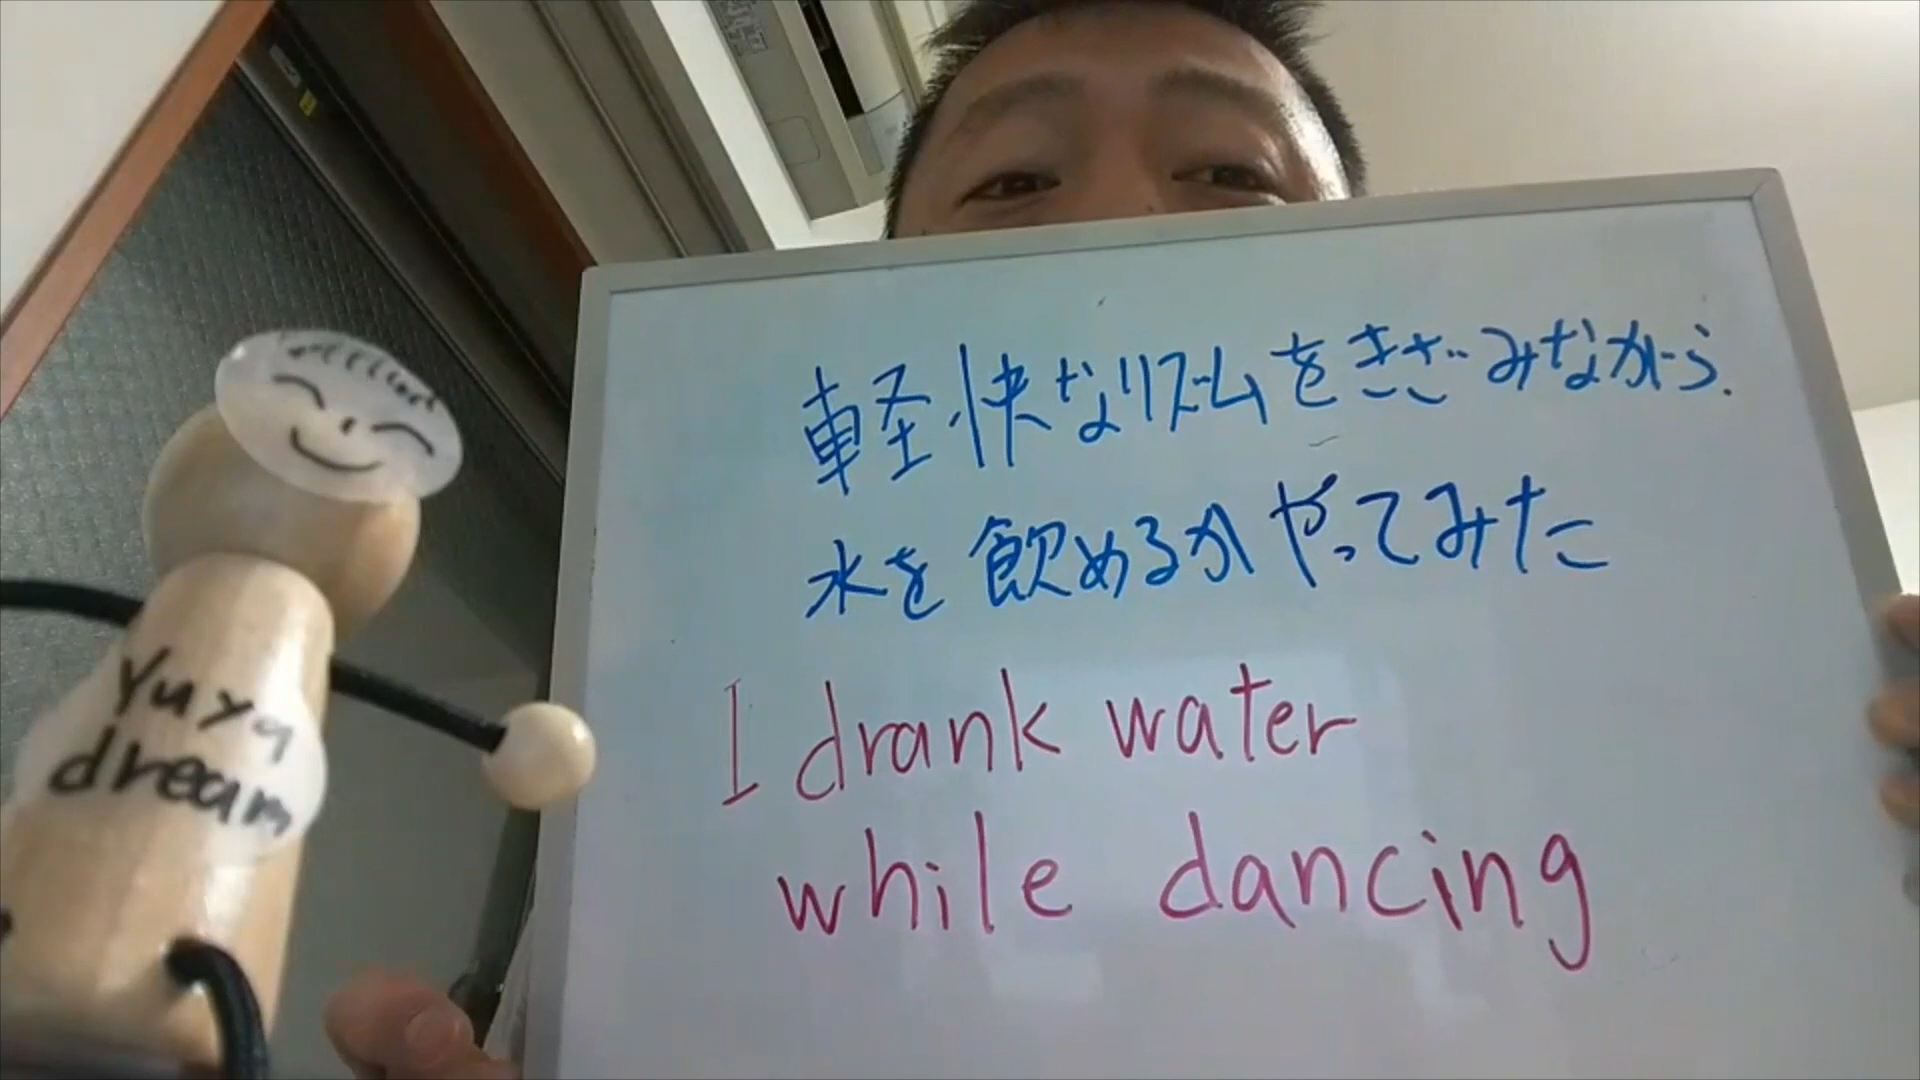 軽快なリズムをきざみながら.
水を飲めるかやってみた
I drank water
while dancing
yuya
dream